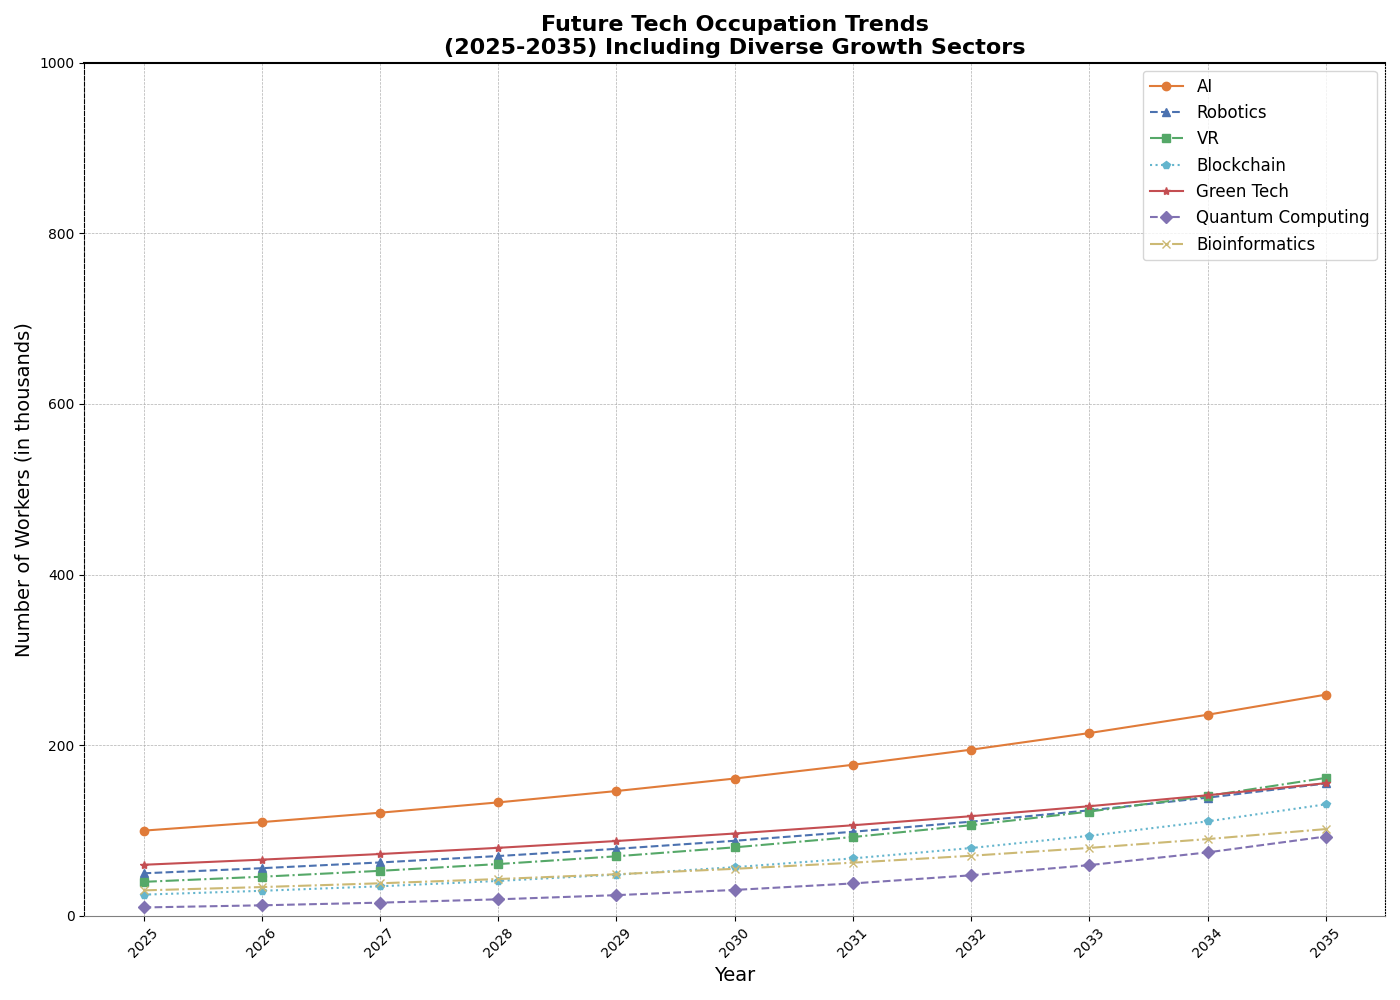 Future Tech Occupation Trends
(2025-2035) Including Diverse Growth Sectors
1000
800
600
400
200
0
Number of Workers (in thousands)
AI
Robotics
VR
Blockchain
Green Tech
Quantum Computing
Bioinformatics
2025
2026
2027
2028
2029
2030
2031
2032
2033
2034
2035
Year